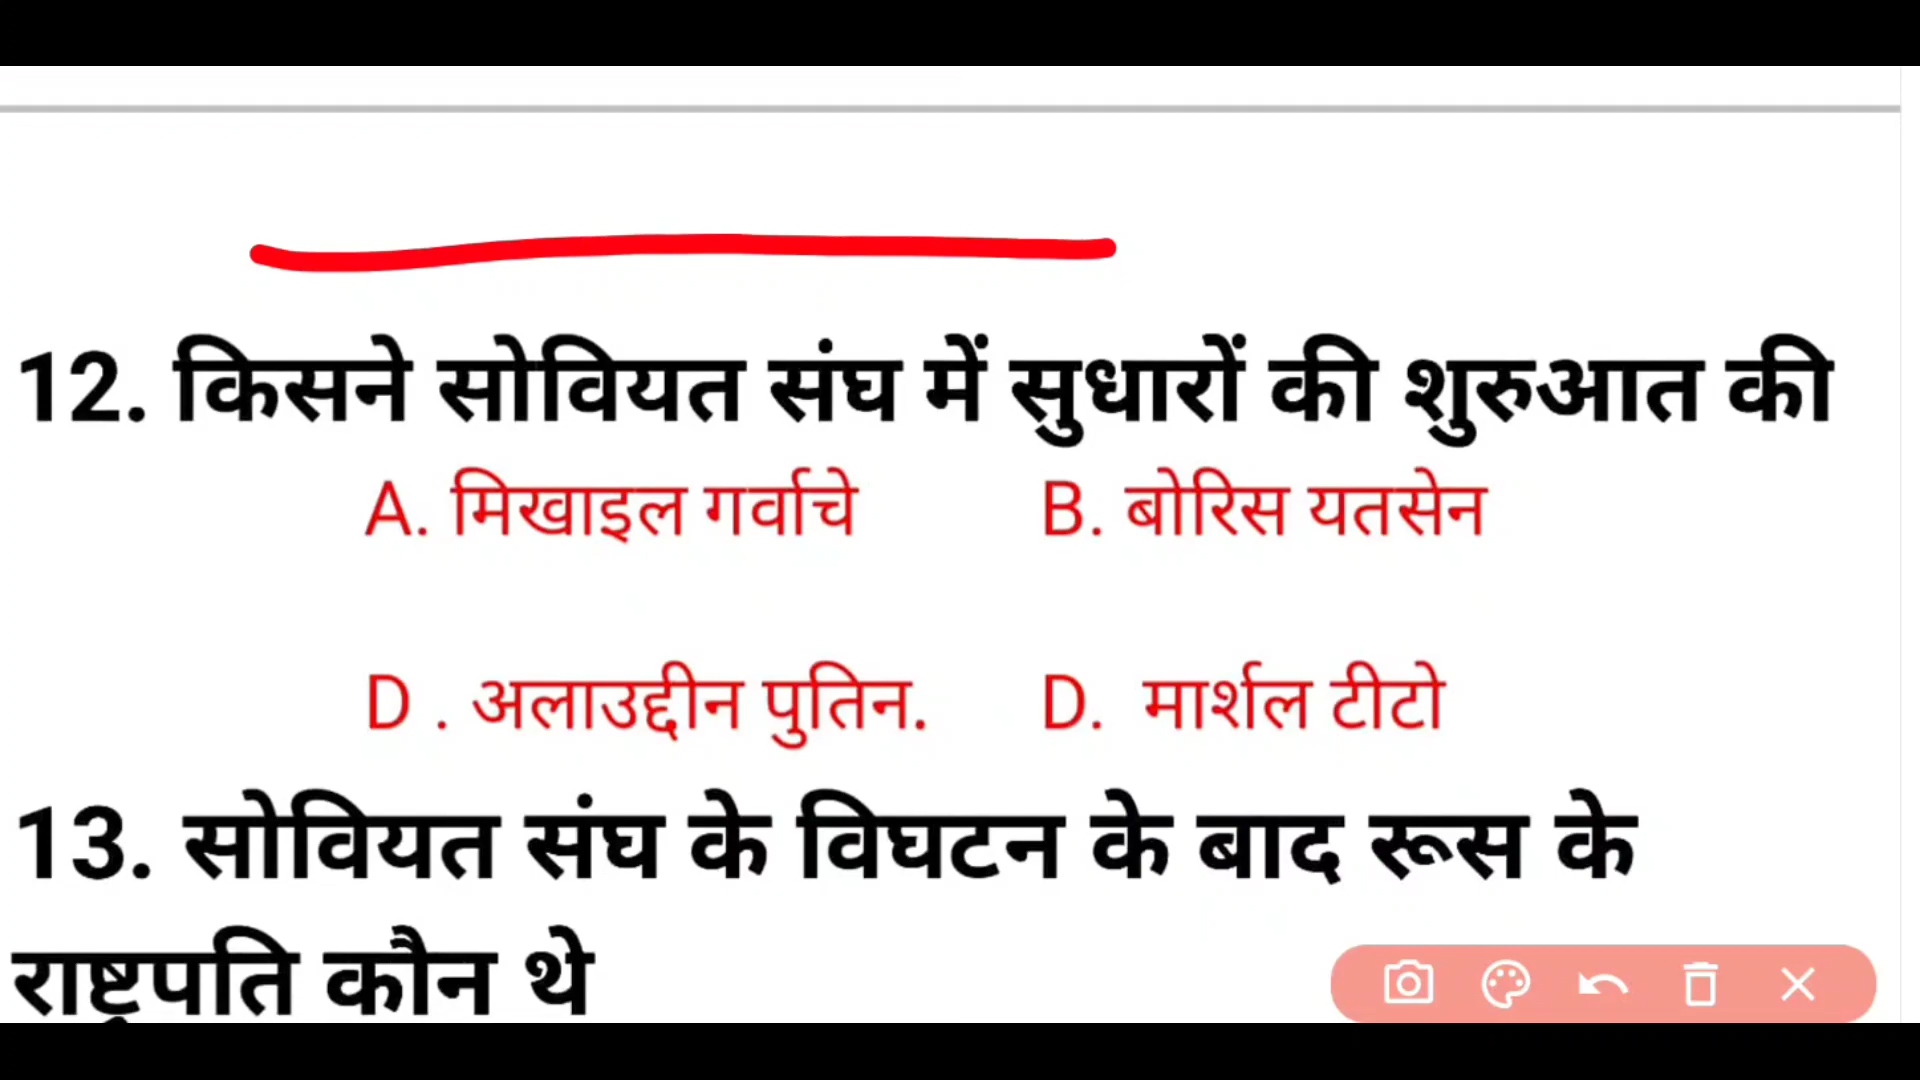 12. किसने सोवियत संघ में सुधारों की शुरुआत की
A. मिखाइल गर्वाचे B. बोरिस यतसेन
D . अलाउद्दीन पुतिन. D. मार्शल टीटो
13. सोवियत संघ के विघटन के बाद रूस के
राष्ट्रपति कौन थे